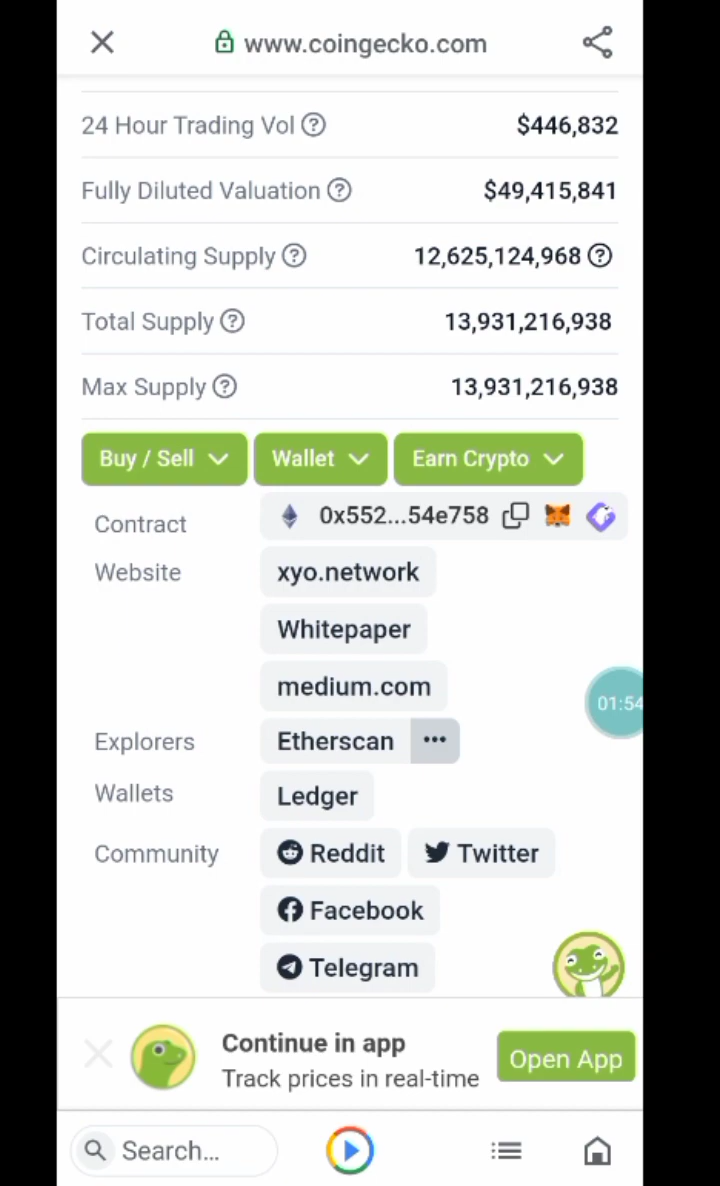 www.coingecko.com
24 Hour Trading Vol $446,832
Fully Diluted Valuation $49,415,841
Circulating Supply 12,625,124,968
Total Supply 13,931,216,938
Max Supply 13,931,216,938
Buy / Sell Wallet Earn Crypto
Contract 0x552...54e758
Website xyo.network
Whitepaper
medium.com
01:54
Explorers Etherscan
Wallets Ledger
Community Reddit Twitter
Facebook
Telegram
Continue in app
Track prices in real-time
Open App
Search...